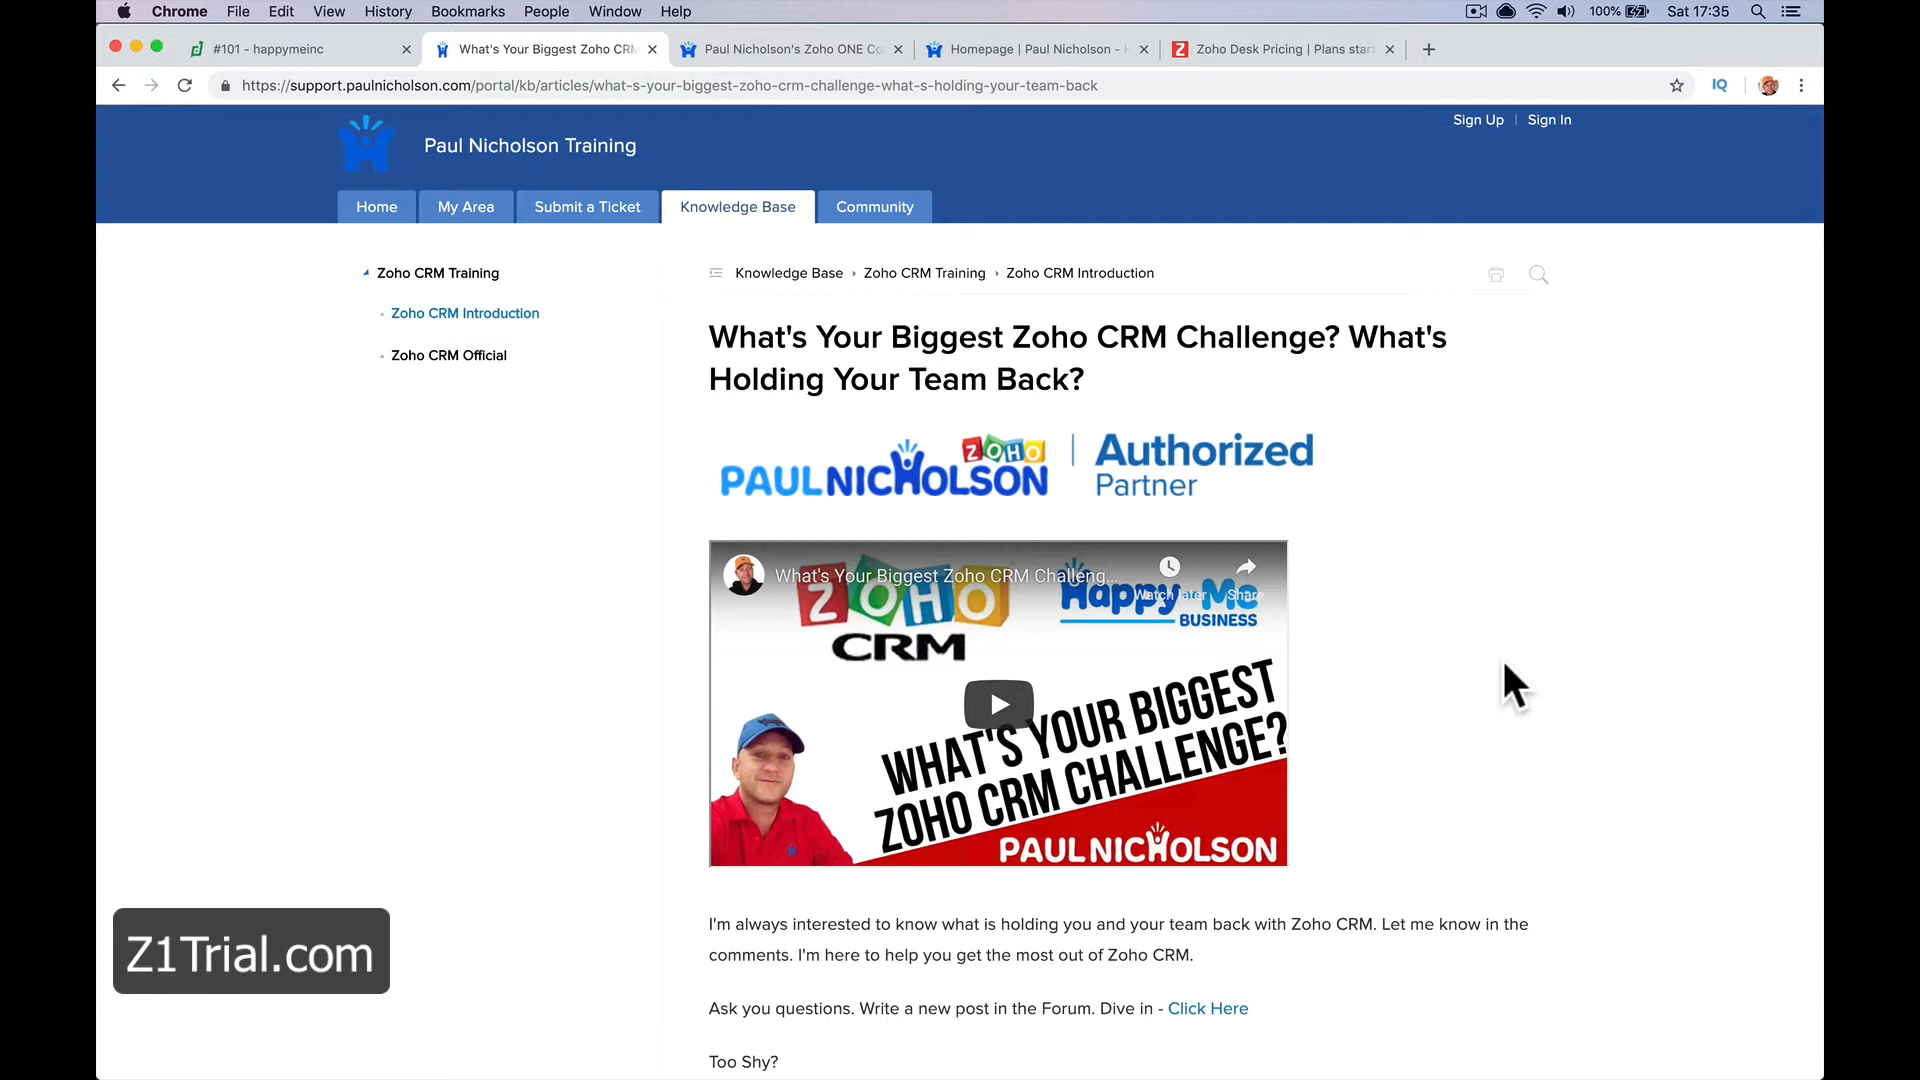 Chrome File Edit View History Bookmarks People Window Help 100% Sat 17:35
#101 - happymeinc What's Your Biggest Zoho CRM Paul Nicholson's Zoho ONE Co Homepage | Paul Nicholson - Zoho Desk Pricing | Plans start
https://support.paulnicholson.com/portal/kb/articles/what-s-your-biggest-zoho-crm-challenge-what-s-holding-your-team-back IQ
Sign Up Sign In
Paul Nicholson Training
Home My Area Submit a Ticket Knowledge Base Community
Zoho CRM Training
Zoho CRM Introduction
Zoho CRM Official
Knowledge Base Zoho CRM Training Zoho CRM Introduction
What's Your Biggest Zoho CRM Challenge? What's
Holding Your Team Back?
ZOHO
PAULNICHOLSON
Authorized
Partner
What's Your Biggest Zoho CRM Challeng...
Watch later Share
ZOHO
CRM
Happy Me
BUSINESS
WHAT'S YOUR BIGGEST
ZOHO CRM CHALLENGE?
PAULNICHOLSON
I'm always interested to know what is holding you and your team back with Zoho CRM. Let me know in the
comments. I'm here to help you get the most out of Zoho CRM.
Ask you questions. Write a new post in the Forum. Dive in - Click Here
Too Shy?
Z1Trial.com